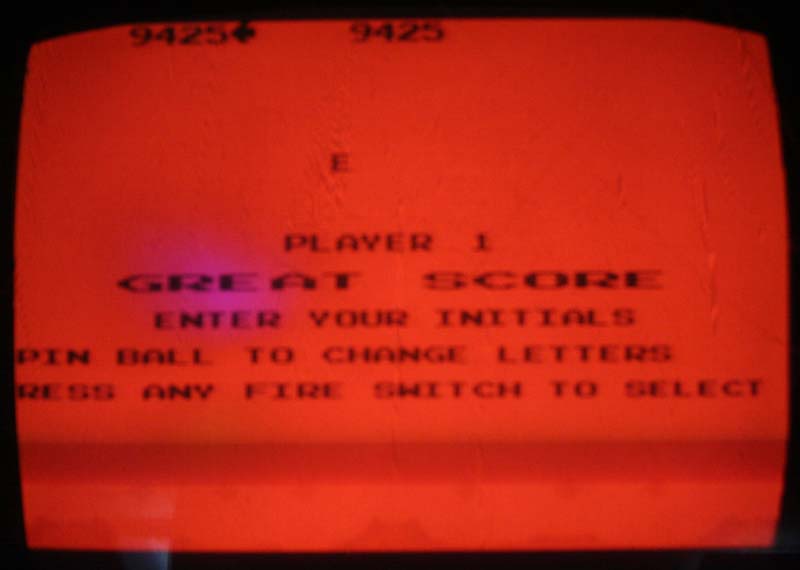 9425 9425
E
PLAYER 1
GREAT SCORE
ENTER YOUR INITIALS
PIN BALL TO CHANGE LETTERS
RESS ANY FIRE SWITCH TO SELECT